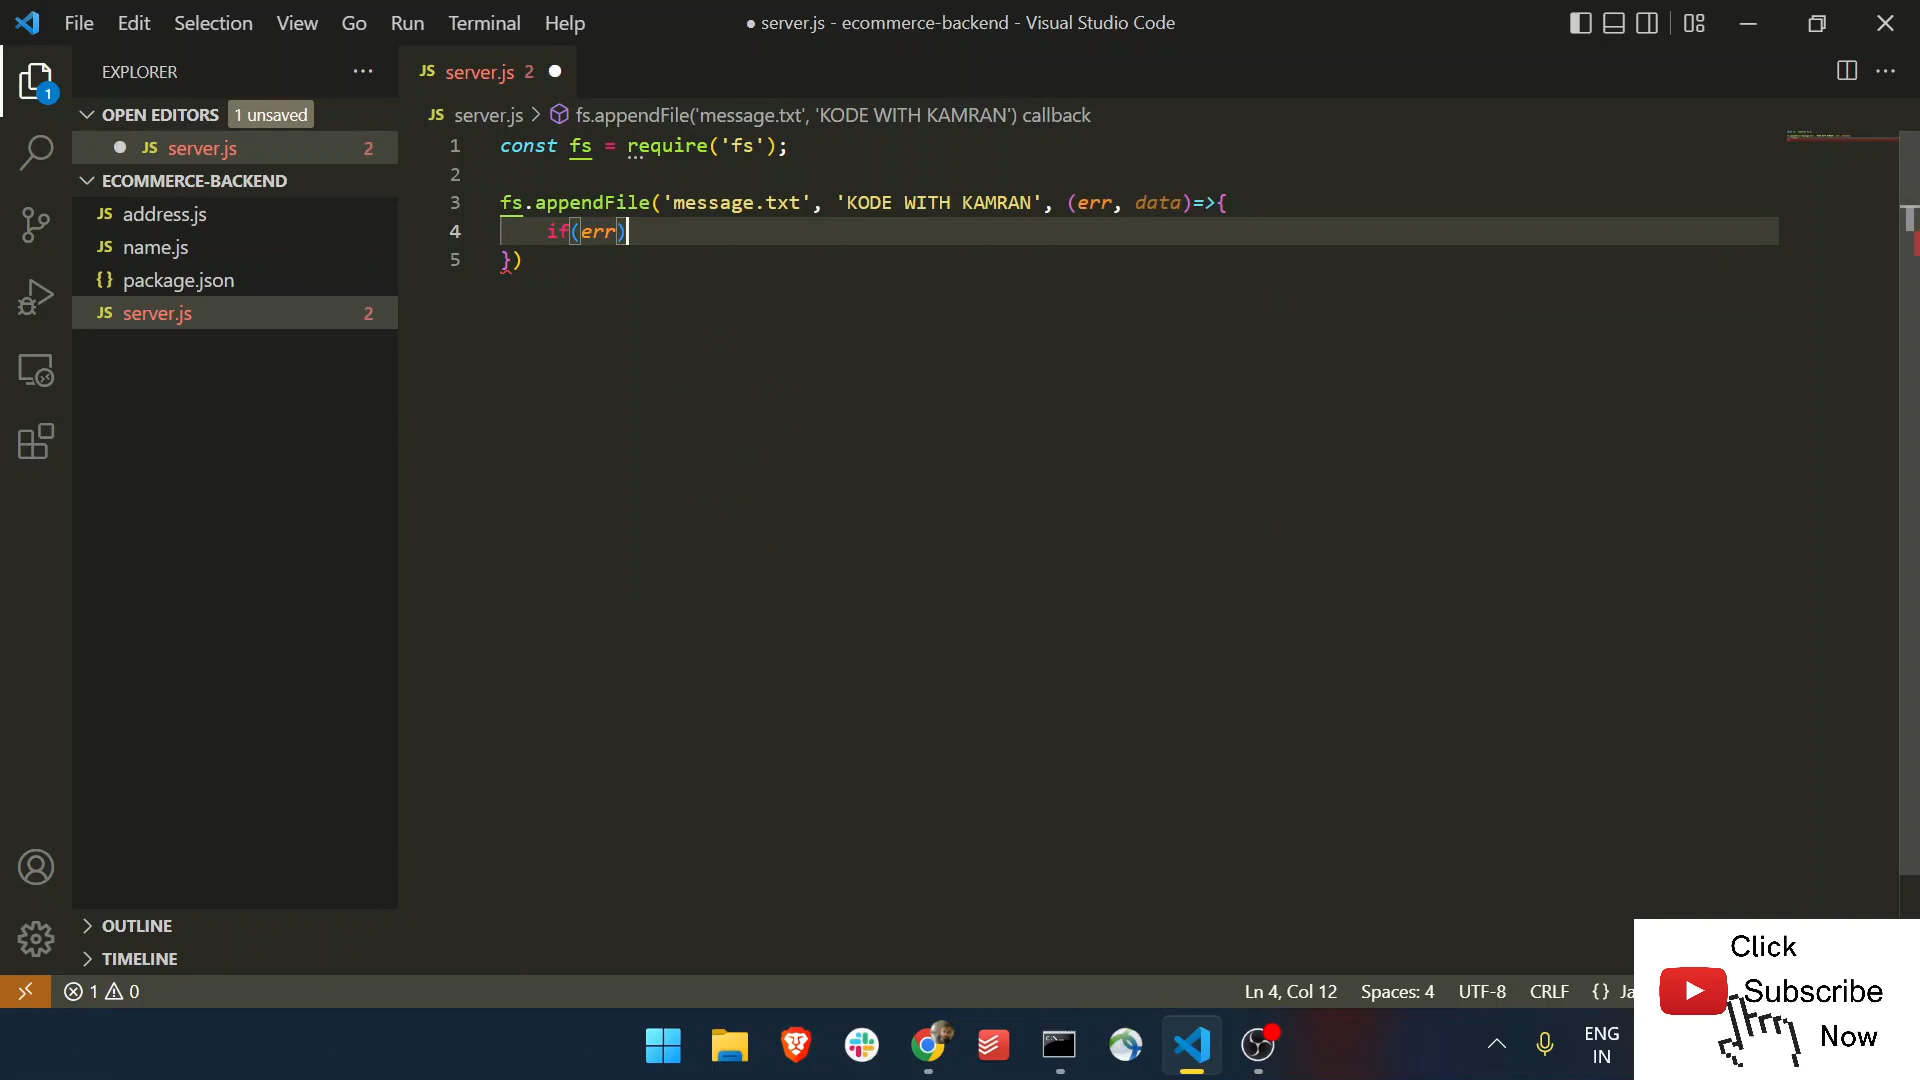 File Edit Selection View Go Run Terminal Help
● server.js - ecommerce-backend - Visual Studio Code
EXPLORER
JS server.js 2
OPEN EDITORS 1 unsaved
JS server.js 2
ECOMMERCE-BACKEND
JS address.js
JS name.js
{} package.json
JS server.js 2
OUTLINE
TIMELINE
JS server.js > fs.appendFile('message.txt', 'KODE WITH KAMRAN') callback
1 const fs = require('fs');
2
3 fs.appendFile('message.txt', 'KODE WITH KAMRAN', (err, data)=>{
4 if(err)
5 })
1
1 0
Ln 4, Col 12 Spaces: 4 UTF-8 CRLF {} Ja
ENG
IN
Click
Subscribe
Now